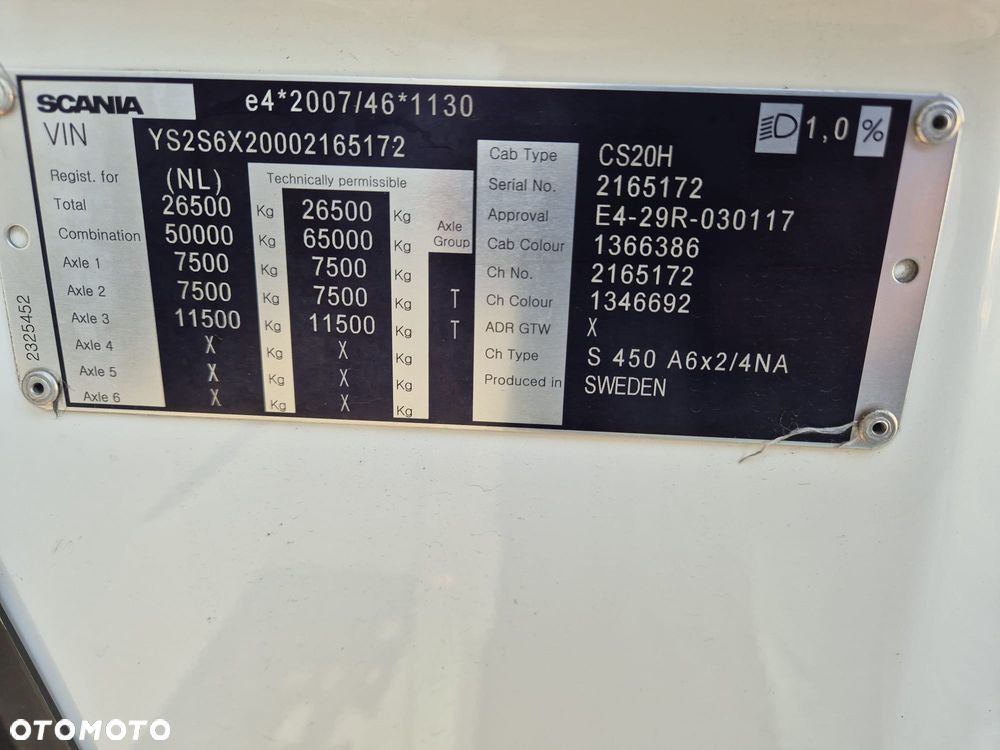 SCANIA e4*2007/46*1130
VIN YS2S6X20002165172
1,0 %
Regist. for (NL) Technically permissible
Total 26500 Kg 26500 Kg
Combination 50000 Kg 65000 Kg Axle Group
Axle 1 7500 Kg 7500 Kg
Axle 2 7500 Kg 7500 Kg T
Axle 3 11500 Kg 11500 Kg T
Axle 4 X Kg X Kg
Axle 5 X Kg X Kg
Axle 6 X Kg X Kg
Cab Type CS20H
Serial No. 2165172
Approval E4-29R-030117
Cab Colour 1366386
Ch No. 2165172
Ch Colour 1346692
ADR GTW X
Ch Type S 450 A6x2/4NA
Produced in SWEDEN
2325452
OTOMOTO